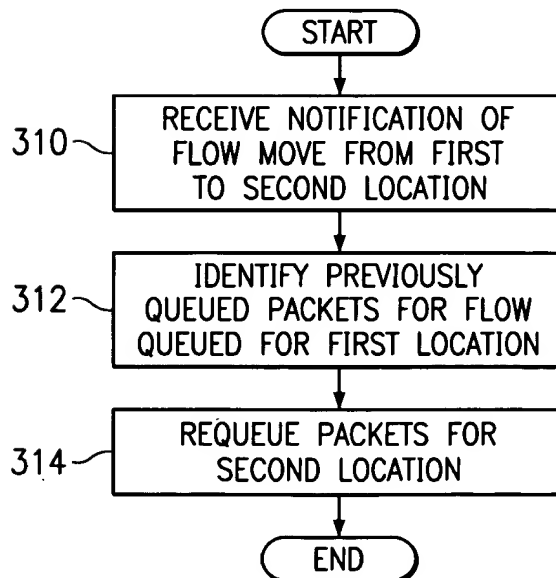 START
310
RECEIVE NOTIFICATION OF
FLOW MOVE FROM FIRST
TO SECOND LOCATION
312
IDENTIFY PREVIOUSLY
QUEUED PACKETS FOR FLOW
QUEUED FOR FIRST LOCATION
314
REQUEUE PACKETS FOR
SECOND LOCATION
END